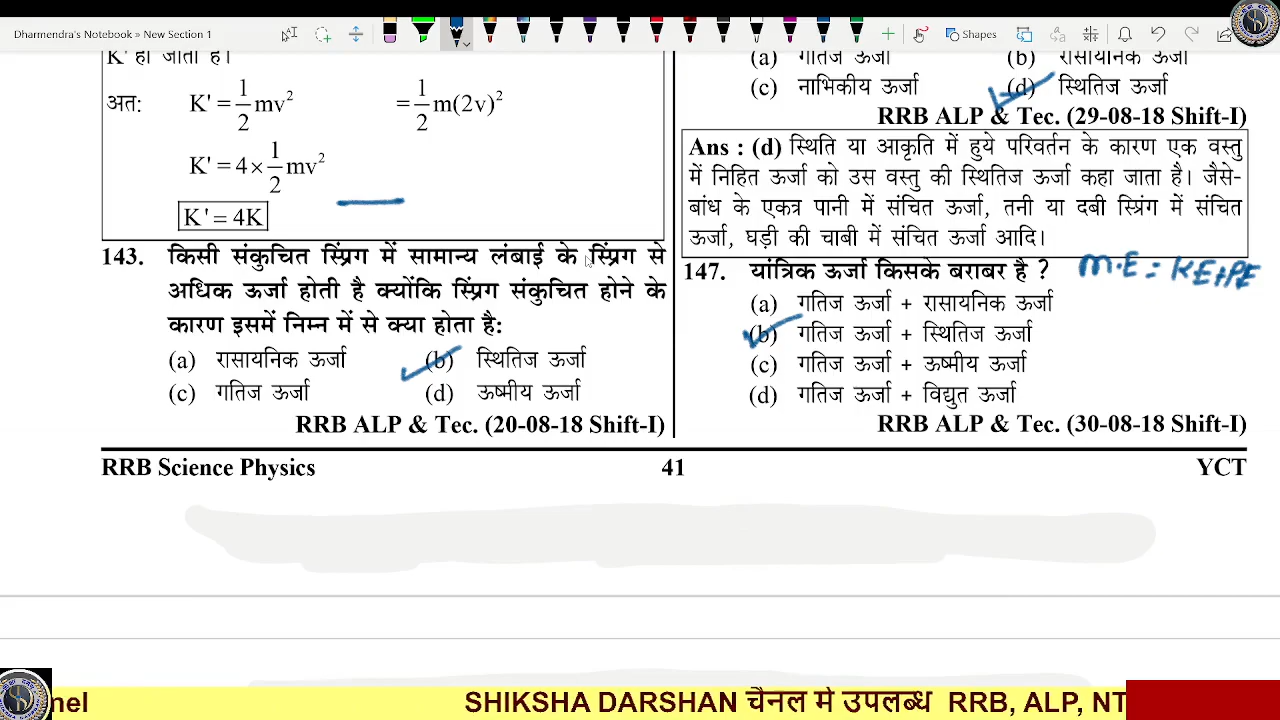 Dharmendra's Notebook » New Section 1
Shapes
K' हो जाता है।
अत: K' = 1/2 mv² = 1/2 m(2v)²
K' = 4 × 1/2 mv²
K' = 4K
143. किसी संकुचित स्प्रिंग में सामान्य लंबाई के स्प्रिंग से
अधिक ऊर्जा होती है क्योंकि स्प्रिंग संकुचित होने के
कारण इसमें निम्न में से क्या होता है:
(a) रासायनिक ऊर्जा (b) स्थितिज ऊर्जा
(c) गतिज ऊर्जा (d) ऊष्मीय ऊर्जा
RRB ALP & Tec. (20-08-18 Shift-I)
(a) गतिज ऊर्जा (b) रासायनिक ऊर्जा
(c) नाभिकीय ऊर्जा (d) स्थितिज ऊर्जा
RRB ALP & Tec. (29-08-18 Shift-I)
Ans : (d) स्थिति या आकृति में हुये परिवर्तन के कारण एक वस्तु
में निहित ऊर्जा को उस वस्तु की स्थितिज ऊर्जा कहा जाता है। जैसे-
बांध के एकत्र पानी में संचित ऊर्जा, तनी या दबी स्प्रिंग में संचित
ऊर्जा, घड़ी की चाबी में संचित ऊर्जा आदि।
147. यांत्रिक ऊर्जा किसके बराबर है ? M.E = KE+PE
(a) गतिज ऊर्जा + रासायनिक ऊर्जा
(b) गतिज ऊर्जा + स्थितिज ऊर्जा
(c) गतिज ऊर्जा + ऊष्मीय ऊर्जा
(d) गतिज ऊर्जा + विद्युत ऊर्जा
RRB ALP & Tec. (30-08-18 Shift-I)
RRB Science Physics 41 YCT
nel SHIKSHA DARSHAN चैनल में उपलब्ध RRB, ALP, NT